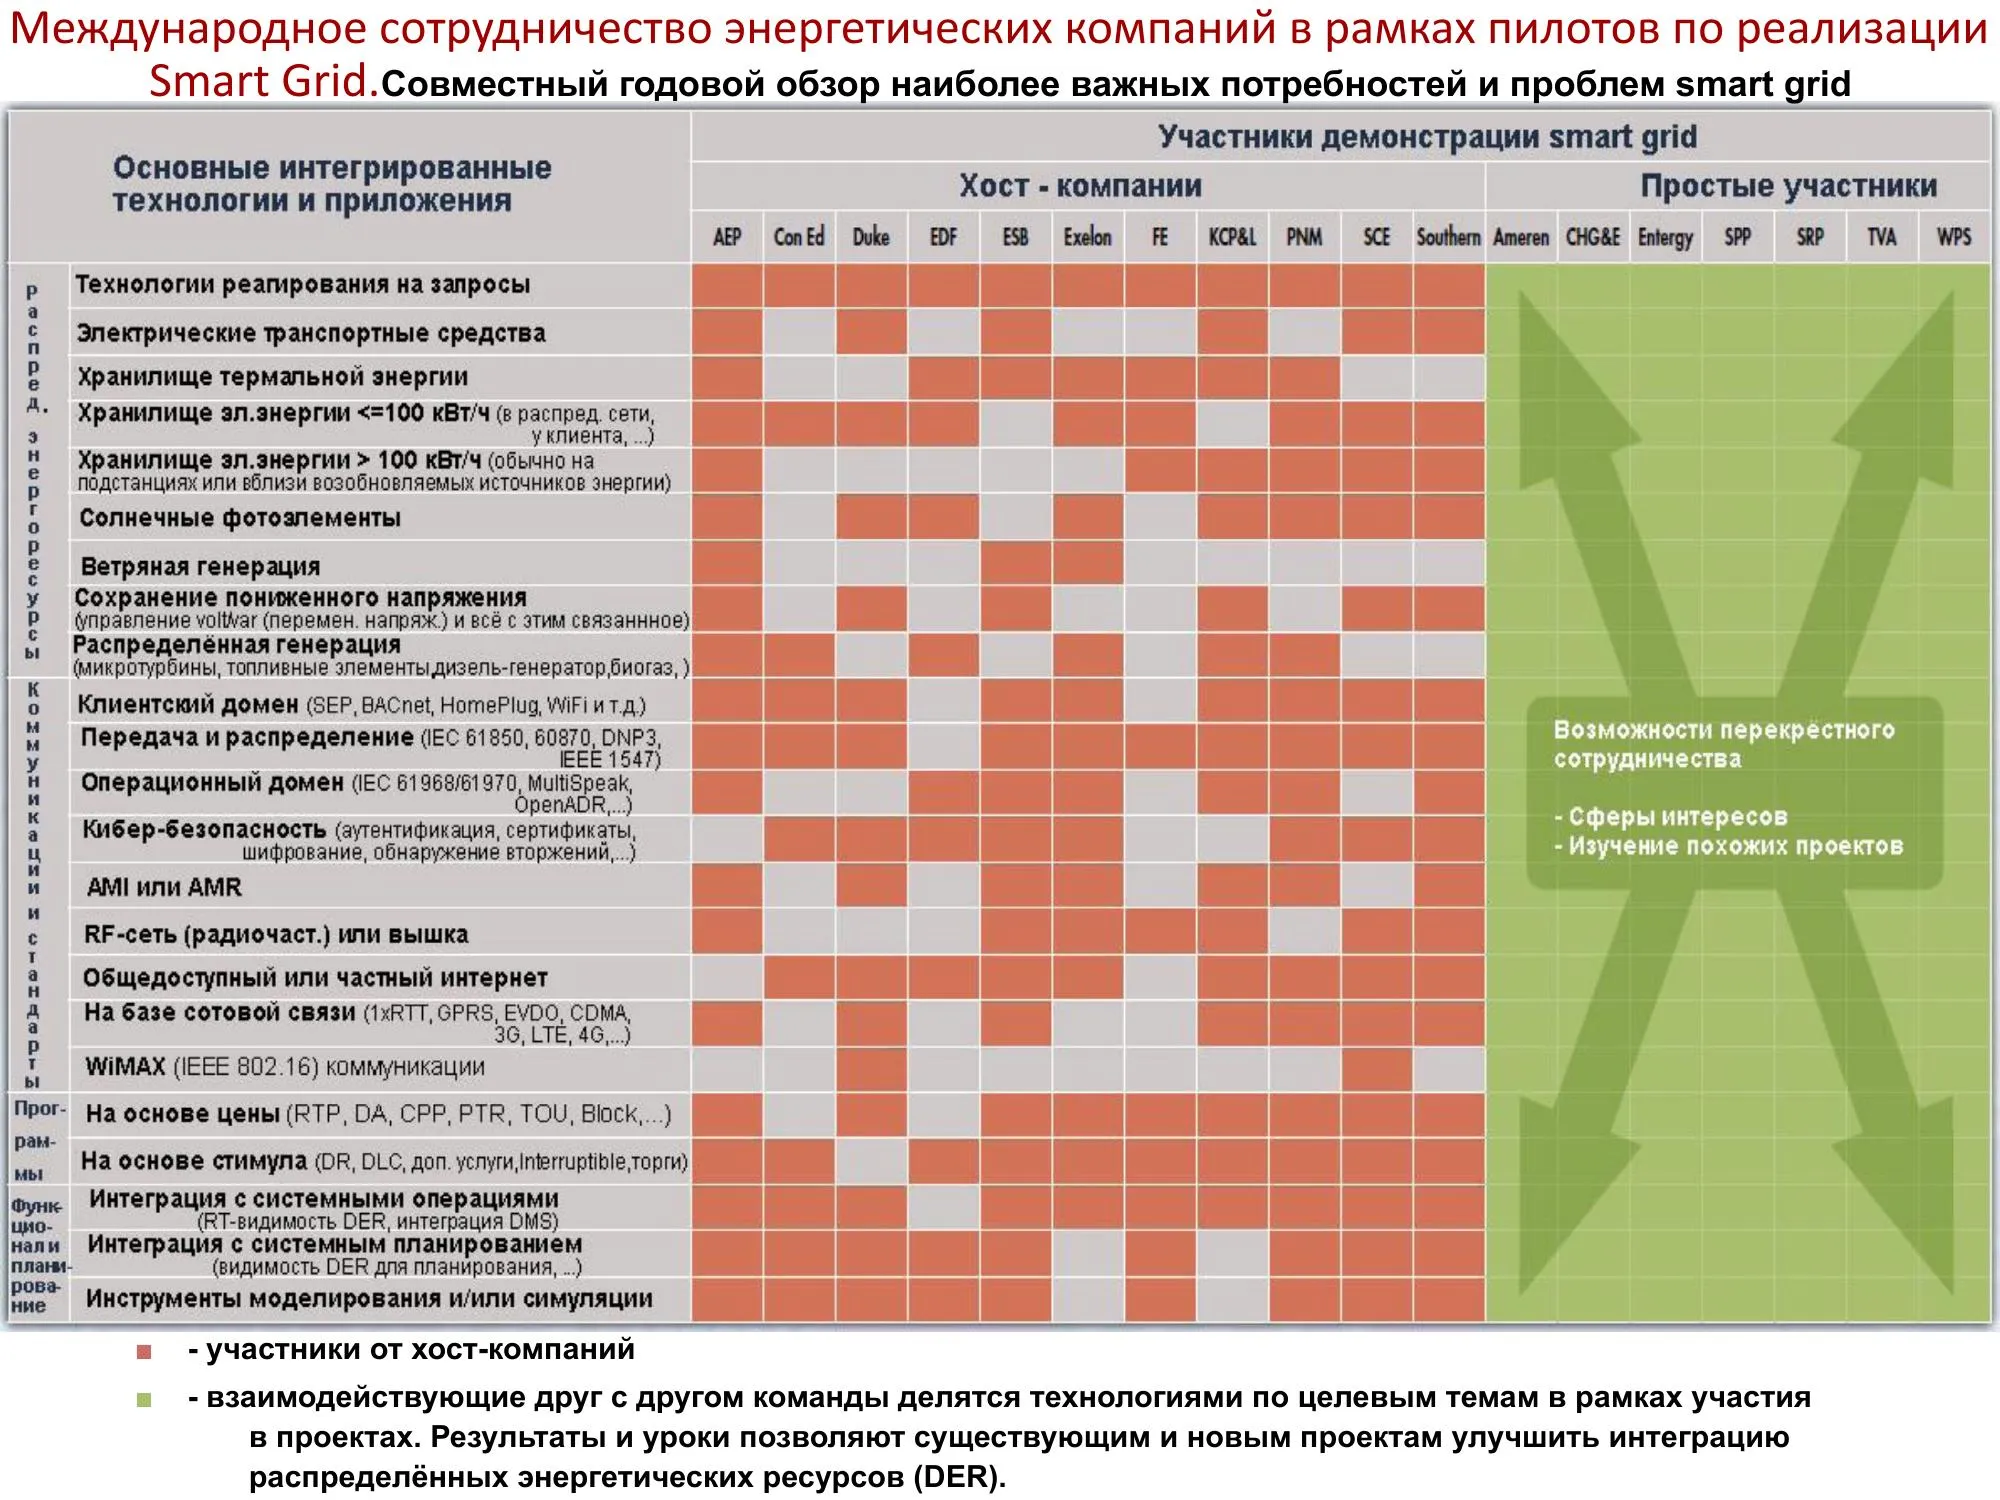 Международное сотрудничество энергетических компаний в рамках пилотов по реализации
Smart Grid.Совместный годовой обзор наиболее важных потребностей и проблем smart grid
Основные интегрированные
технологии и приложения
Участники демонстрации smart grid
Хост - компании
Простые участники
AEP Con Ed Duke EDF ESB Exelon FE KCP&L PNM SCE Southern Ameren CHG&E Entergy SPP SRP TVA WPS
Распред. энергоресурсы
Технологии реагирования на запросы
Электрические транспортные средства
Хранилище термальной энергии
Хранилище эл.энергии <=100 кВт/ч (в распред. сети,
у клиента, ...)
Хранилище эл.энергии > 100 кВт/ч (обычно на
подстанциях или вблизи возобновляемых источников энергии)
Солнечные фотоэлементы
Ветряная генерация
Сохранение пониженного напряжения
(управление volt/var (перемен. напряж.) и всё с этим связаннное)
Распределённая генерация
(микротурбины, топливные элементы,дизель-генератор,биогаз, )
Коммуникации и стандарты
Клиентский домен (SEP, BACnet, HomePlug, WiFi и т.д.)
Передача и распределение (IEC 61850, 60870, DNP3,
IEEE 1547)
Операционный домен (IEC 61968/61970, MultiSpeak,
OpenADR,...)
Кибер-безопасность (аутентификация, сертификаты,
шифрование, обнаружение вторжений,...)
AMI или AMR
RF-сеть (радиочаст.) или вышка
Общедоступный или частный интернет
На базе сотовой связи (1xRTT, GPRS, EVDO, CDMA,
3G, LTE, 4G,...)
WiMAX (IEEE 802.16) коммуникации
Прог-
рам-
мы
На основе цены (RTP, DA, CPP, PTR, TOU, Block,...)
На основе стимула (DR, DLC, доп. услуги,Interruptible,торги)
Функ-
цио-
нал и
плани-
рова-
ние
Интеграция с системными операциями
(RT-видимость DER, интеграция DMS)
Интеграция с системным планированием
(видимость DER для планирования, ...)
Инструменты моделирования и/или симуляции
Возможности перекрёстного
сотрудничества
- Сферы интересов
- Изучение похожих проектов
- участники от хост-компаний
- взаимодействующие друг с другом команды делятся технологиями по целевым темам в рамках участия
в проектах. Результаты и уроки позволяют существующим и новым проектам улучшить интеграцию
распределённых энергетических ресурсов (DER).